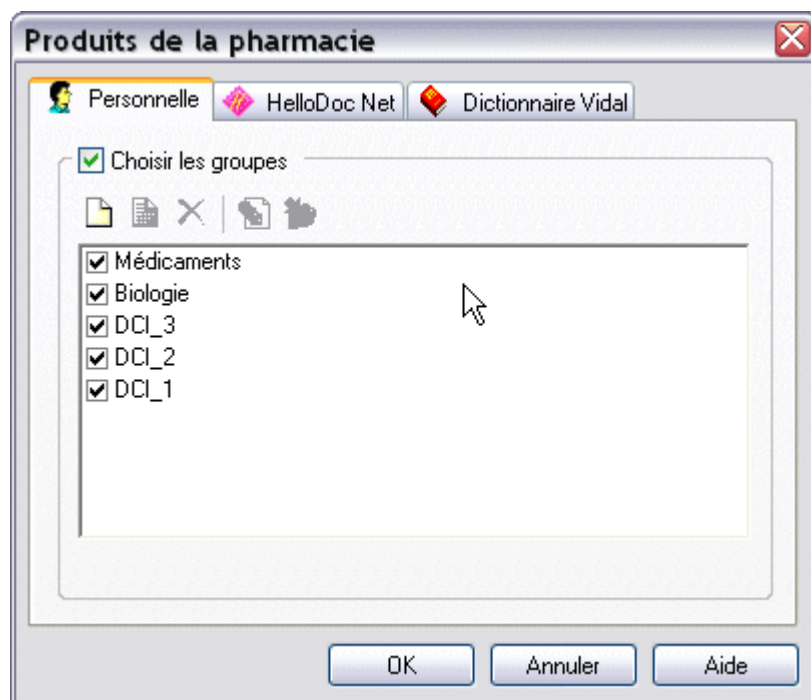 Produits de la pharmacie
Personnelle HelloDoc Net Dictionnaire Vidal
Choisir les groupes
Médicaments
Biologie
DCI_3
DCI_2
DCI_1
OK Annuler Aide